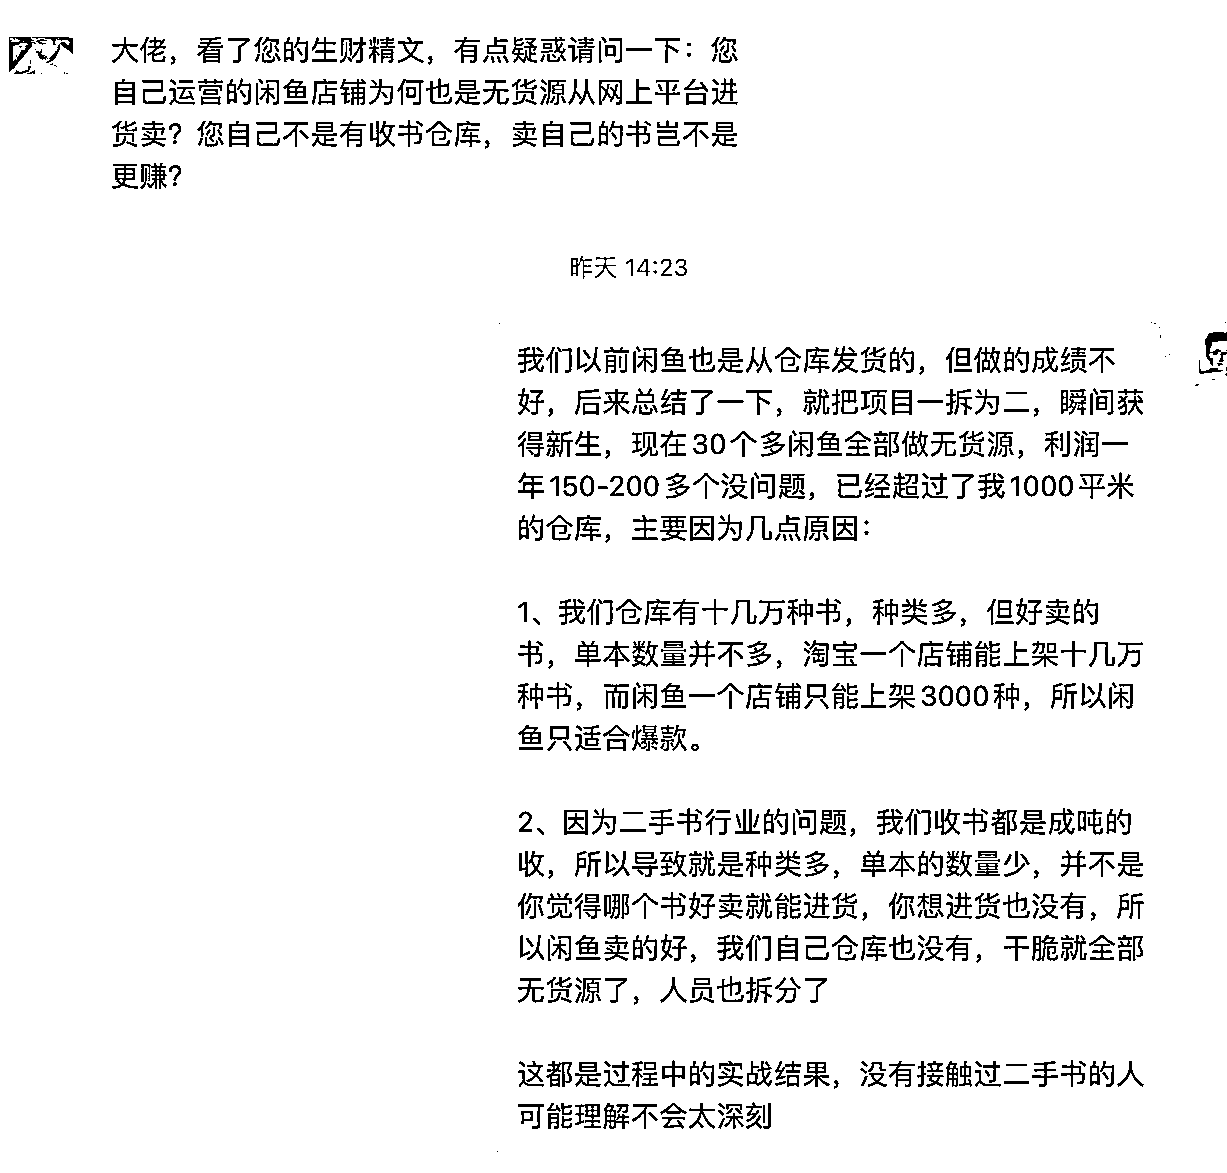 大佬，看了您的生财精文，有点疑惑请问一下：您
自己运营的闲鱼店铺为何也是无货源从网上平台进
货卖？您自己不是有收书仓库，卖自己的书岂不是
更赚？
昨天 14:23
我们以前闲鱼也是从仓库发货的，但做的成绩不
好，后来总结了一下，就把项目一拆为二，瞬间获
得新生，现在30个多闲鱼全部做无货源，利润一
年150-200多个没问题，已经超过了我1000平米
的仓库，主要因为几点原因：
1、我们仓库有十几万种书，种类多，但好卖的
书，单本数量并不多，淘宝一个店铺能上架十几万
种书，而闲鱼一个店铺只能上架3000种，所以闲
鱼只适合爆款。
2、因为二手书行业的问题，我们收书都是成吨的
收，所以导致就是种类多，单本的数量少，并不是
你觉得哪个书好卖就能进货，你想进货也没有，所
以闲鱼卖的好，我们自己仓库也没有，干脆就全部
无货源了，人员也拆分了
这都是过程中的实战结果，没有接触过二手书的人
可能理解不会太深刻